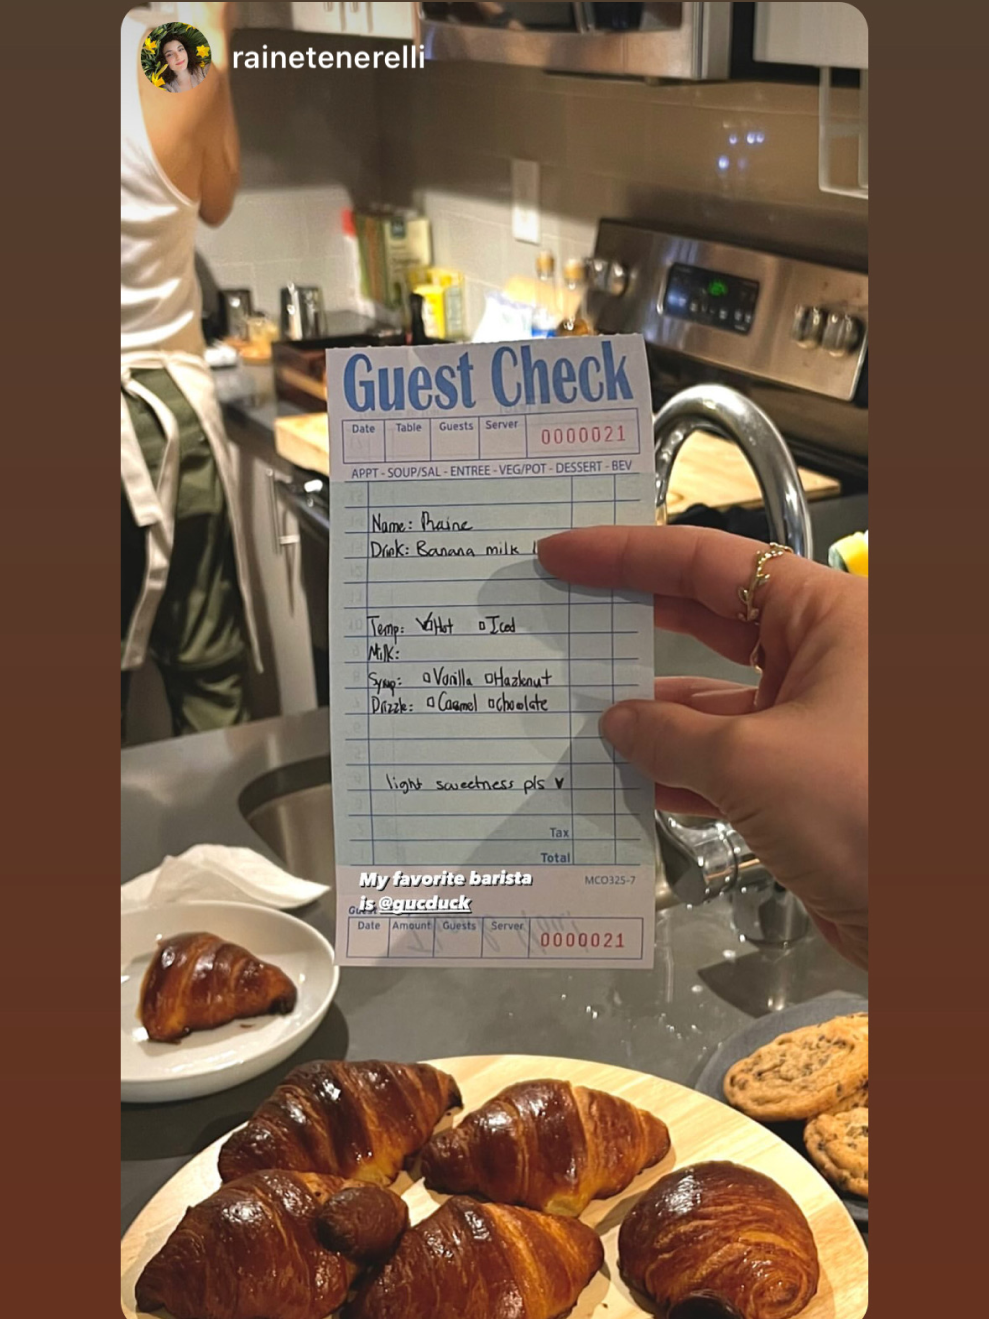 rainetenerelli
Guest Check
Date Table Guests Server 0000021
APPT - SOUP/SAL - ENTREE - VEG/POT - DESSERT - BEV
Name: Raine
Drink: Banana milk
Temp: Hot Iced
Milk:
Syrup: Vanilla Hazelnut
Drizzle: Caramel chocolate
light sweetness pls
Tax
Total
My favorite barista
MCO325-7
is @gucduck
Date Amount Guests Server 0000021